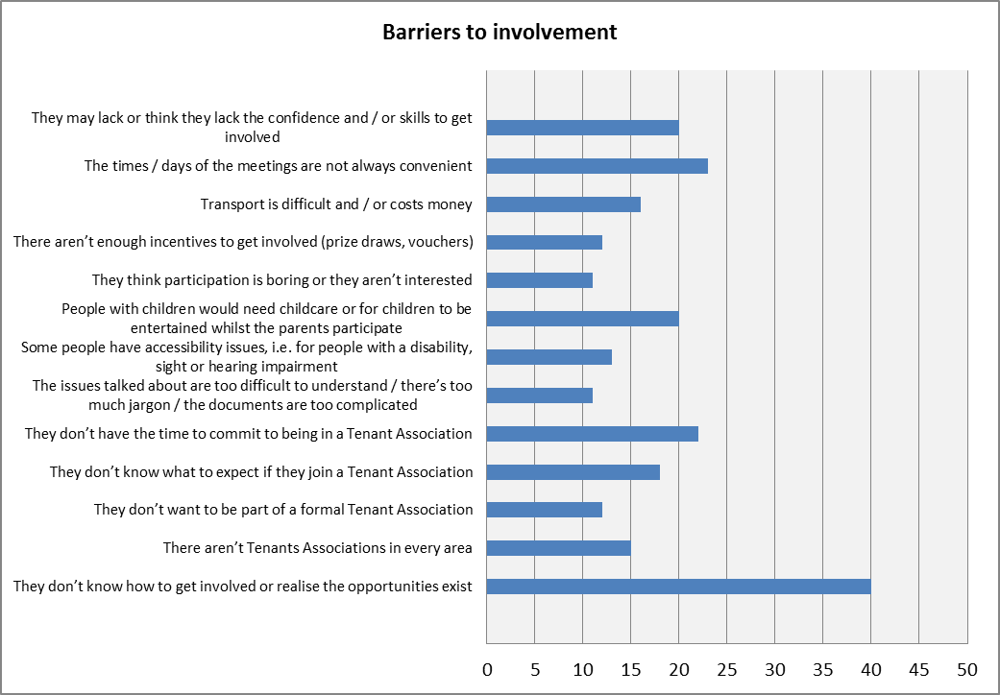 Barriers to involvement
They may lack or think they lack the confidence and / or skills to get
involved
The times / days of the meetings are not always convenient
Transport is difficult and / or costs money
There aren’t enough incentives to get involved (prize draws, vouchers)
They think participation is boring or they aren’t interested
People with children would need childcare or for children to be
entertained whilst the parents participate
Some people have accessibility issues, i.e. for people with a disability,
sight or hearing impairment
The issues talked about are too difficult to understand / there’s too
much jargon / the documents are too complicated
They don’t have the time to commit to being in a Tenant Association
They don’t know what to expect if they join a Tenant Association
They don’t want to be part of a formal Tenant Association
There aren’t Tenants Associations in every area
They don’t know how to get involved or realise the opportunities exist
0 5 10 15 20 25 30 35 40 45 50